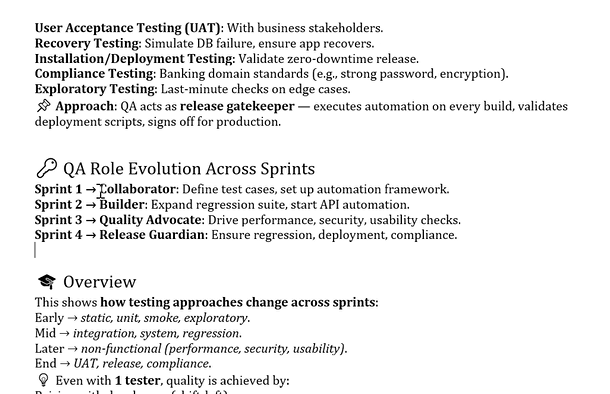 User Acceptance Testing (UAT): With business stakeholders.
Recovery Testing: Simulate DB failure, ensure app recovers.
Installation/Deployment Testing: Validate zero-downtime release.
Compliance Testing: Banking domain standards (e.g., strong password, encryption).
Exploratory Testing: Last-minute checks on edge cases.
📌 Approach: QA acts as release gatekeeper — executes automation on every build, validates
deployment scripts, signs off for production.
🔑 QA Role Evolution Across Sprints
Sprint 1 → Collaborator: Define test cases, set up automation framework.
Sprint 2 → Builder: Expand regression suite, start API automation.
Sprint 3 → Quality Advocate: Drive performance, security, usability checks.
Sprint 4 → Release Guardian: Ensure regression, deployment, compliance.
🎓 Overview
This shows how testing approaches change across sprints:
Early → static, unit, smoke, exploratory.
Mid → integration, system, regression.
Later → non-functional (performance, security, usability).
End → UAT, release, compliance.
💡 Even with 1 tester, quality is achieved by: